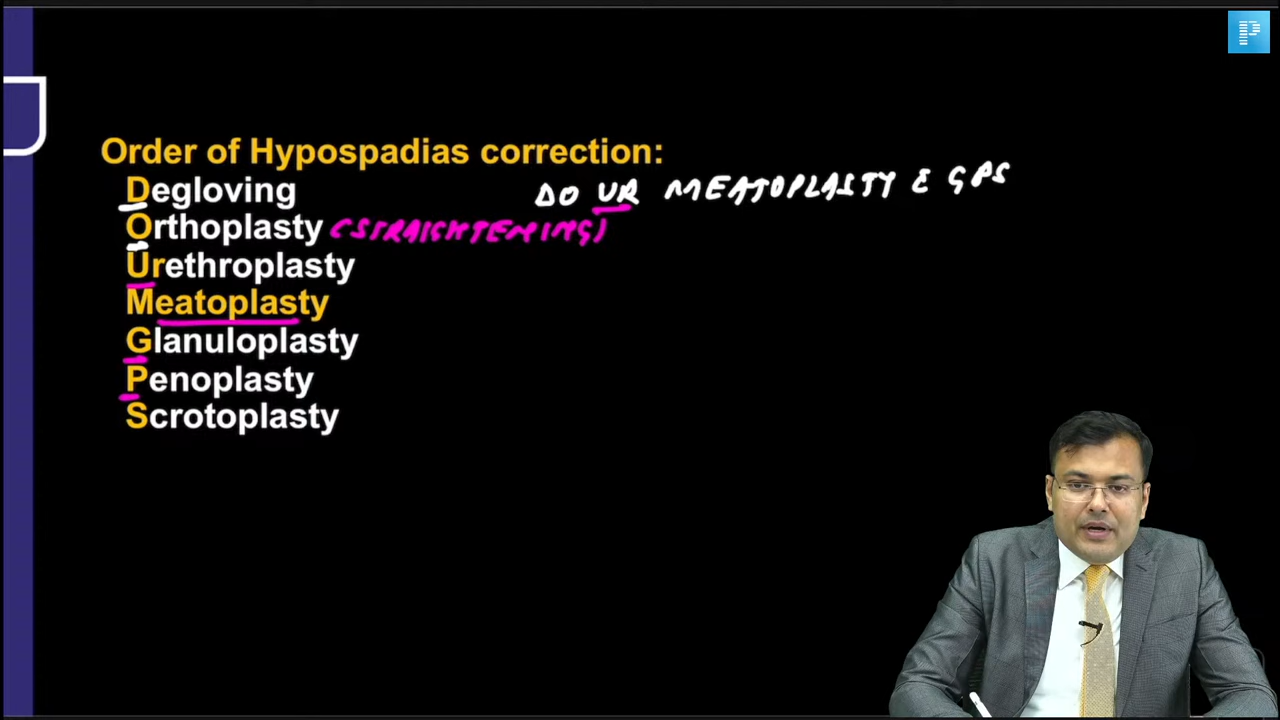 P
Order of Hypospadias correction:
Degloving
DO UR MEATOPLASTY & GPS
Orthoplasty (STRAIGHTENING)
Urethroplasty
Meatoplasty
Glanuloplasty
Penoplasty
Scrotoplasty